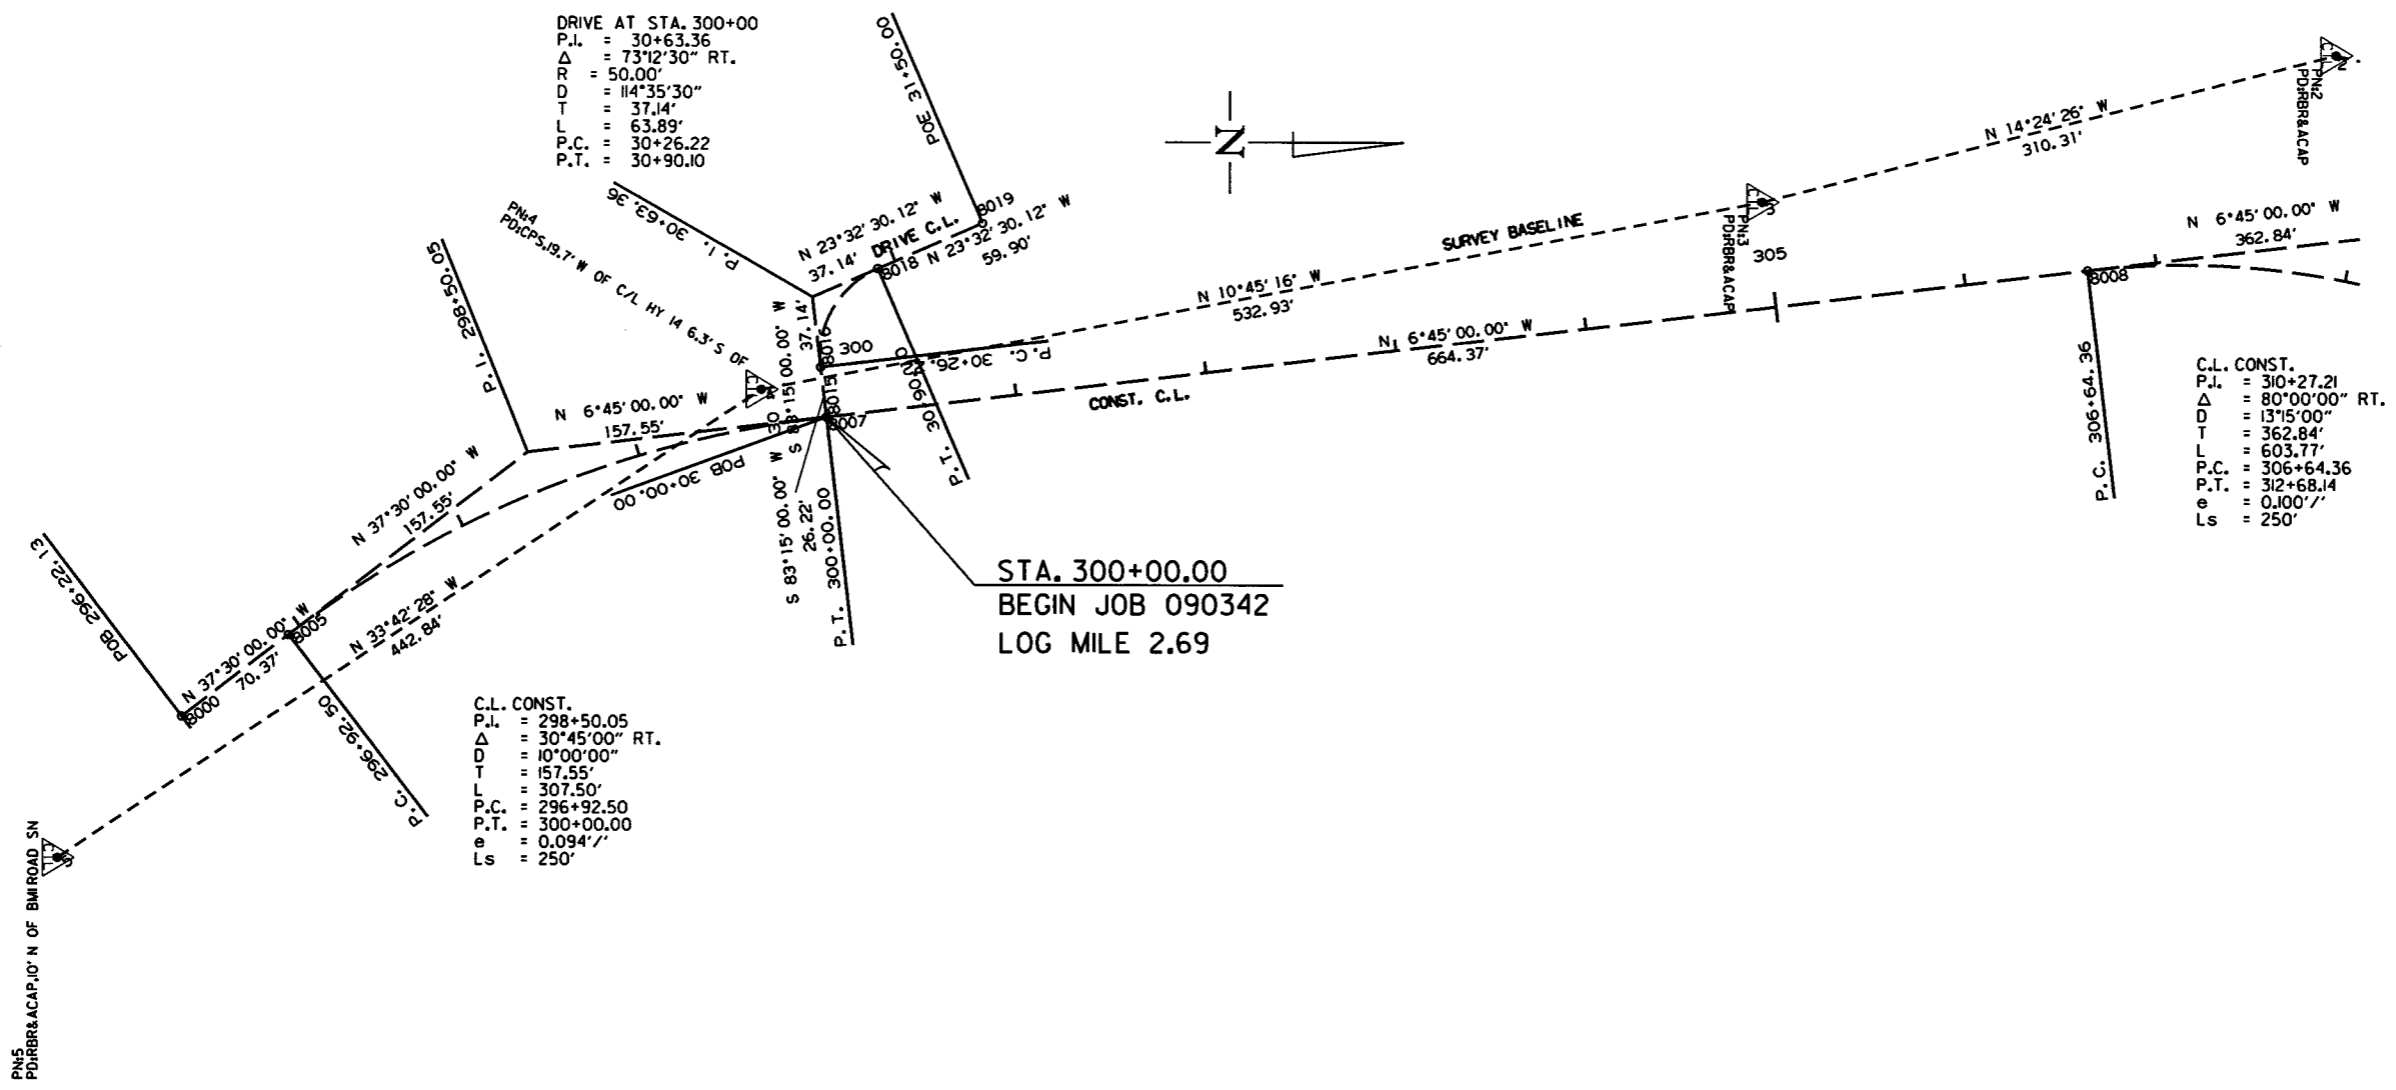 DRIVE AT STA. 300+00
P.I. = 30+63.36
Δ = 73°12'30" RT.
R = 50.00'
D = 114°35'30"
T = 37.14'
L = 63.89'
P.C. = 30+26.22
P.T. = 30+90.10
POE 31+50.00
N
PN:2
PD:RBR&ACAP
N 14°24'26" W
310.31'
PN:3
PD:RBR&ACAP
305
SURVEY BASELINE
N 10°45'16" W
532.93'
N 6°45'00.00" W
362.84'
8008
P.C. 306+64.36
N 6°45'00.00" W
664.37'
CONST. C.L.
C.L. CONST.
P.I. = 310+27.21
Δ = 80°00'00" RT.
D = 13°15'00"
T = 362.84'
L = 603.77'
P.C. = 306+64.36
P.T. = 312+68.14
e = 0.100'/'
Ls = 250'
P.I. 30+63.36
N 23°32'30.12" W
37.14'
DRIVE C.L.
8019
8018
N 23°32'30.12" W
59.90'
PN:4
PD:CPS,19.7' W OF C/L HY 14 6.3' S OF
P.I. 298+50.05
37.14'
8016
300
P.C. 30+26.22
P.T. 30+90.10
8015
8007
N 6°45'00.00" W
157.55'
POB 30+00.00
S 83°15'00.00" W
S 83°15'00.00" W
26.22'
P.T. 300+00.00
STA. 300+00.00
BEGIN JOB 090342
LOG MILE 2.69
N 37°30'00.00" W
157.55'
POB 296+22.13
N 37°30'00.00" W
70.37'
8000
8005
N 33°42'28" W
442.84'
P.C. 296+92.50
C.L. CONST.
P.I. = 298+50.05
Δ = 30°45'00" RT.
D = 10°00'00"
T = 157.55'
L = 307.50'
P.C. = 296+92.50
P.T. = 300+00.00
e = 0.094'/'
Ls = 250'
PN:5
PD:RBR&ACAP,10' N OF BMIROAD SN